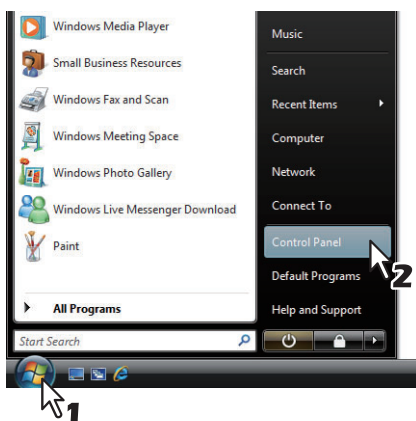 Windows Media Player
Small Business Resources
Windows Fax and Scan
Windows Meeting Space
Windows Photo Gallery
Windows Live Messenger Download
Paint
All Programs
Start Search
Music
Search
Recent Items
Computer
Network
Connect To
Control Panel
Default Programs
Help and Support
2
1